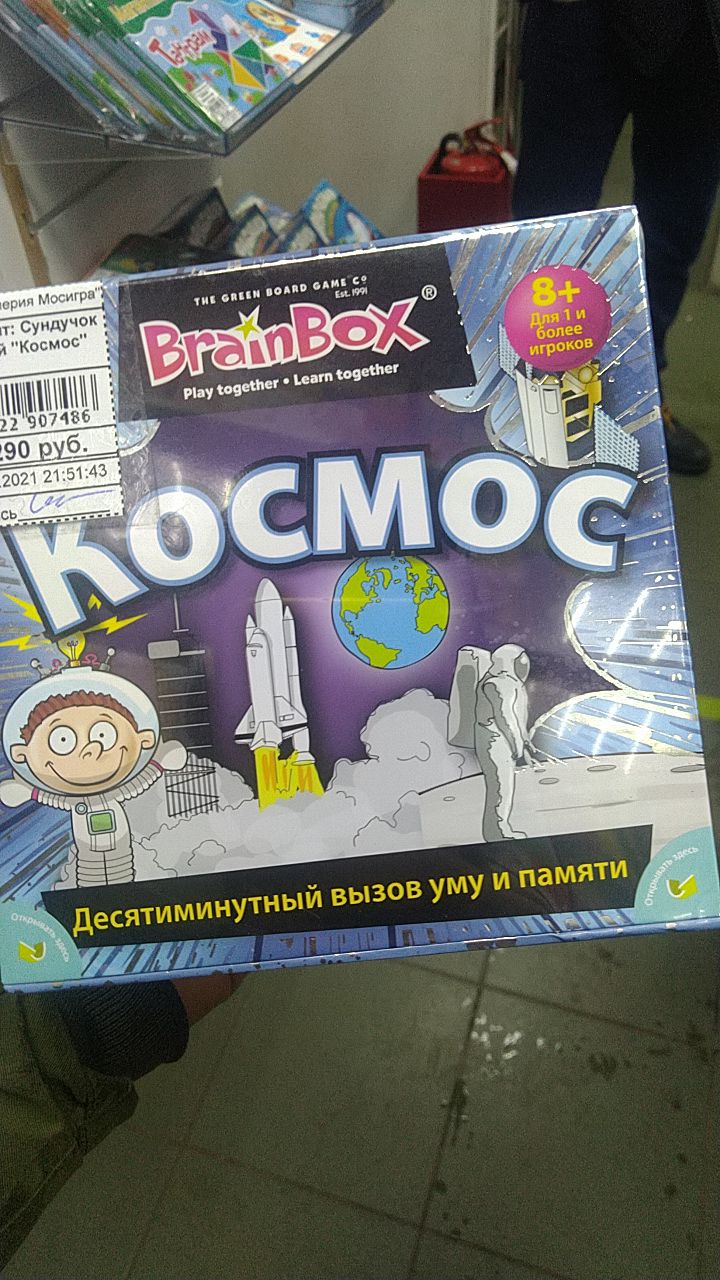 Танграм
THE GREEN BOARD GAME Cº
Est. 1991
BrainBox®
Play together • Learn together
8+
Для 1 и
более
игроков
ерия Мосигра"
нт: Сундучок
й "Космос"
22 907486
290 руб.
.2021 21:51:43
сь
Космос
Десятиминутный вызов уму и памяти
Открывать здесь
Открывать здесь